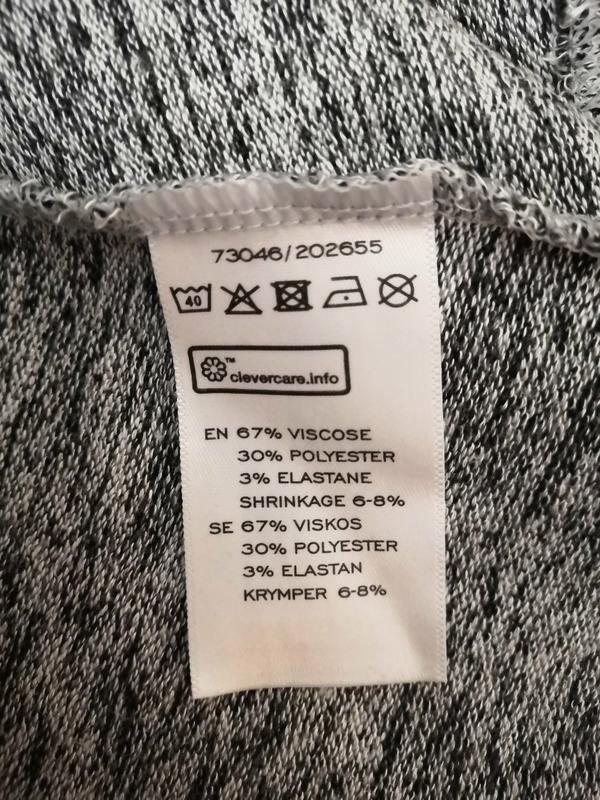 73046/202655
40
™
clevercare.info
EN 67% VISCOSE
30% POLYESTER
3% ELASTANE
SHRINKAGE 6-8%
SE 67% VISKOS
30% POLYESTER
3% ELASTAN
KRYMPER 6-8%